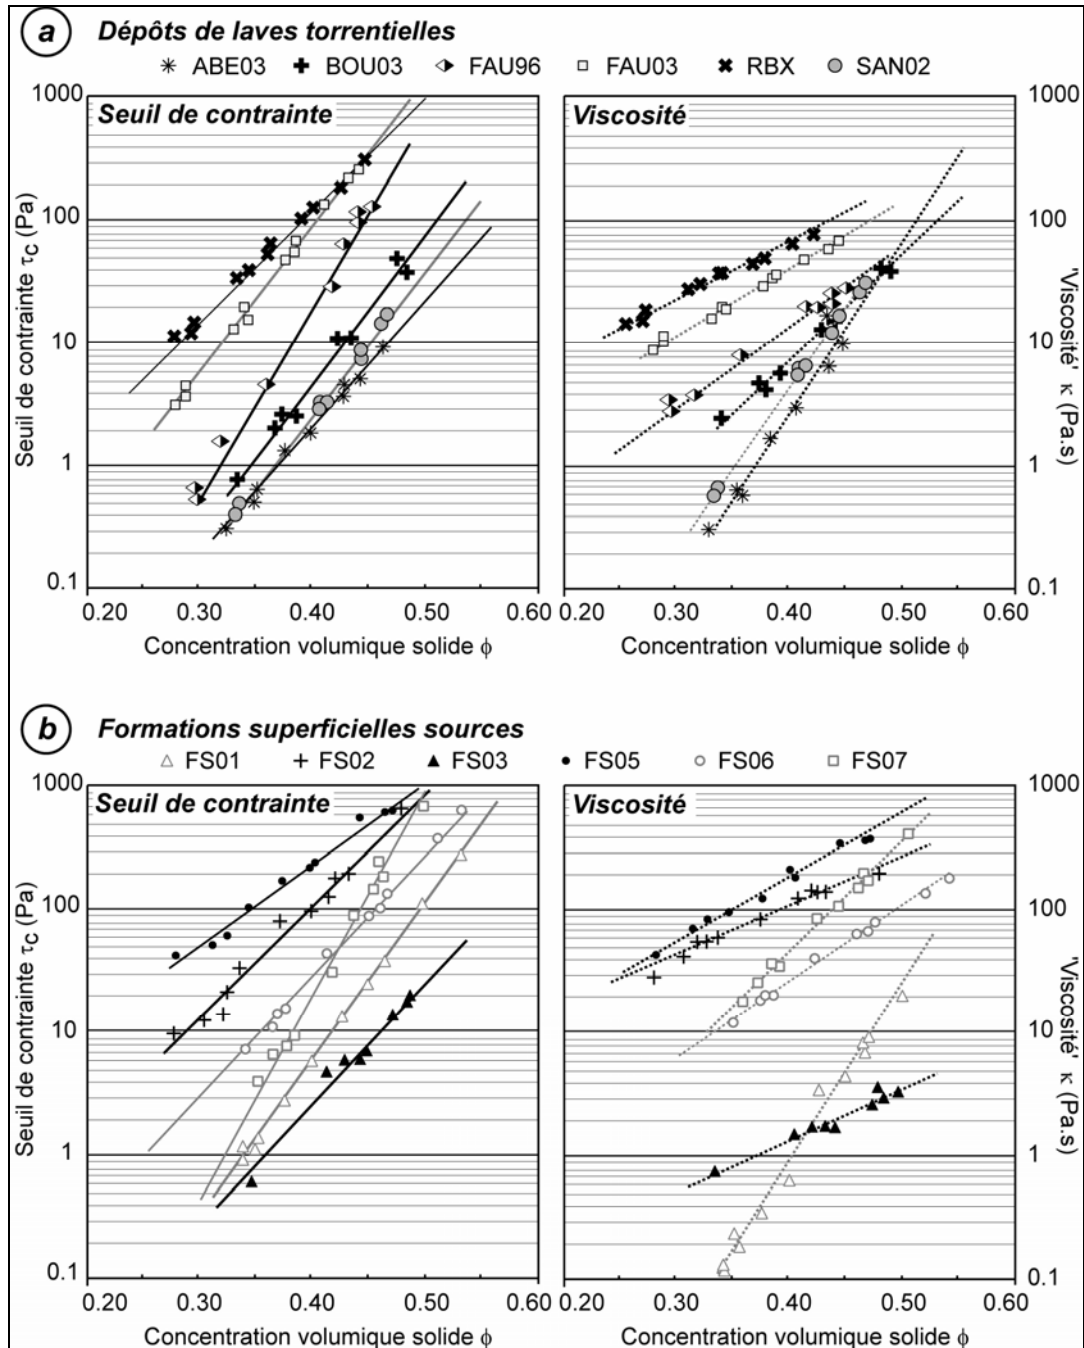 a Dépôts de laves torrentielles
ABE03 BOU03 FAU96 FAU03 RBX SAN02
Seuil de contrainte
Viscosité
Seuil de contrainte τc (Pa)
1000
100
10
1
0.1
0.20 0.30 0.40 0.50 0.60
Concentration volumique solide ϕ
1000
100
10
1
0.1
"Viscosité' κ (Pa.s)
0.20 0.30 0.40 0.50 0.60
Concentration volumique solide ϕ
b Formations superficielles sources
FS01 FS02 FS03 FS05 FS06 FS07
Seuil de contrainte
Viscosité
Seuil de contrainte τc (Pa)
1000
100
10
1
0.1
0.20 0.30 0.40 0.50 0.60
Concentration volumique solide ϕ
1000
100
10
1
0.1
"Viscosité' κ (Pa.s)
0.20 0.30 0.40 0.50 0.60
Concentration volumique solide ϕ